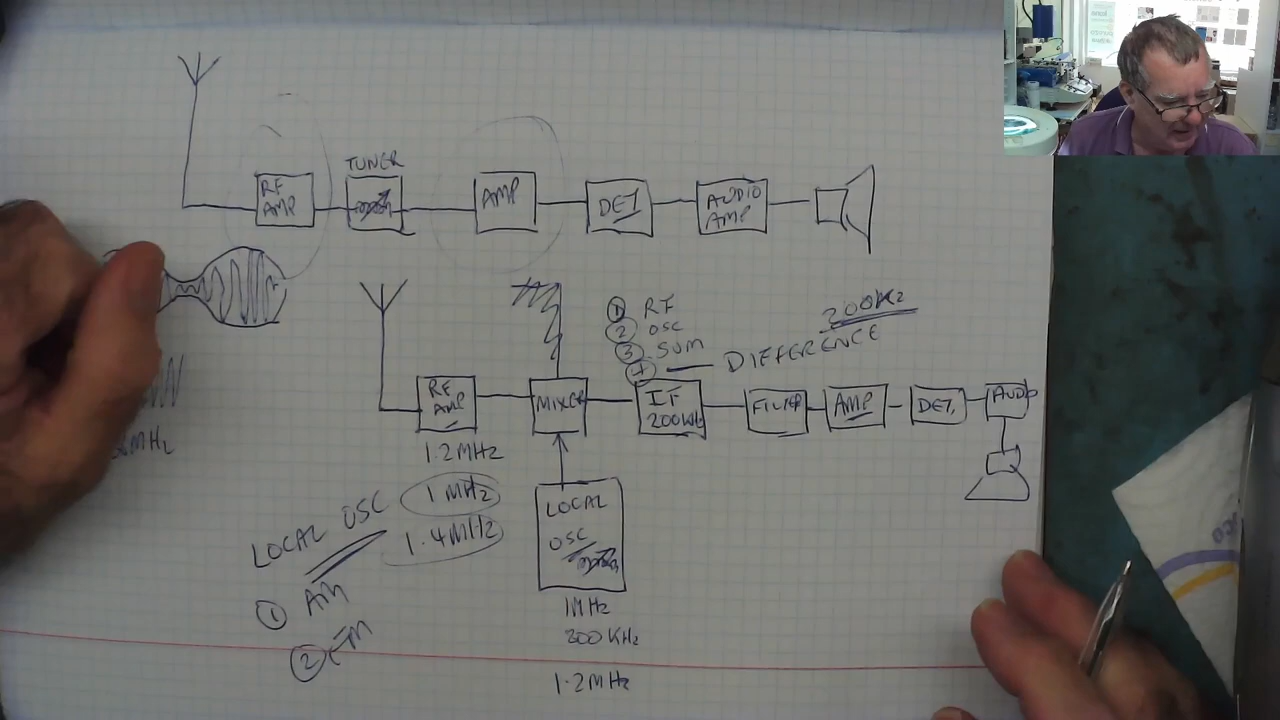 TUNER
RF
AMP
AMP
DET
AUDIO
AMP
① RF
② OSC
③ SUM
④ — DIFFERENCE
200KHz
RF
AMP
MIXER
IF
200KHz
FILTER
AMP
DET.
AUDIO
1.2MHz
MHz
LOCAL OSC
1MHz
1.4MHz
① AM
② FM
LOCAL
OSC
1MHz
200KHz
1.2MHz